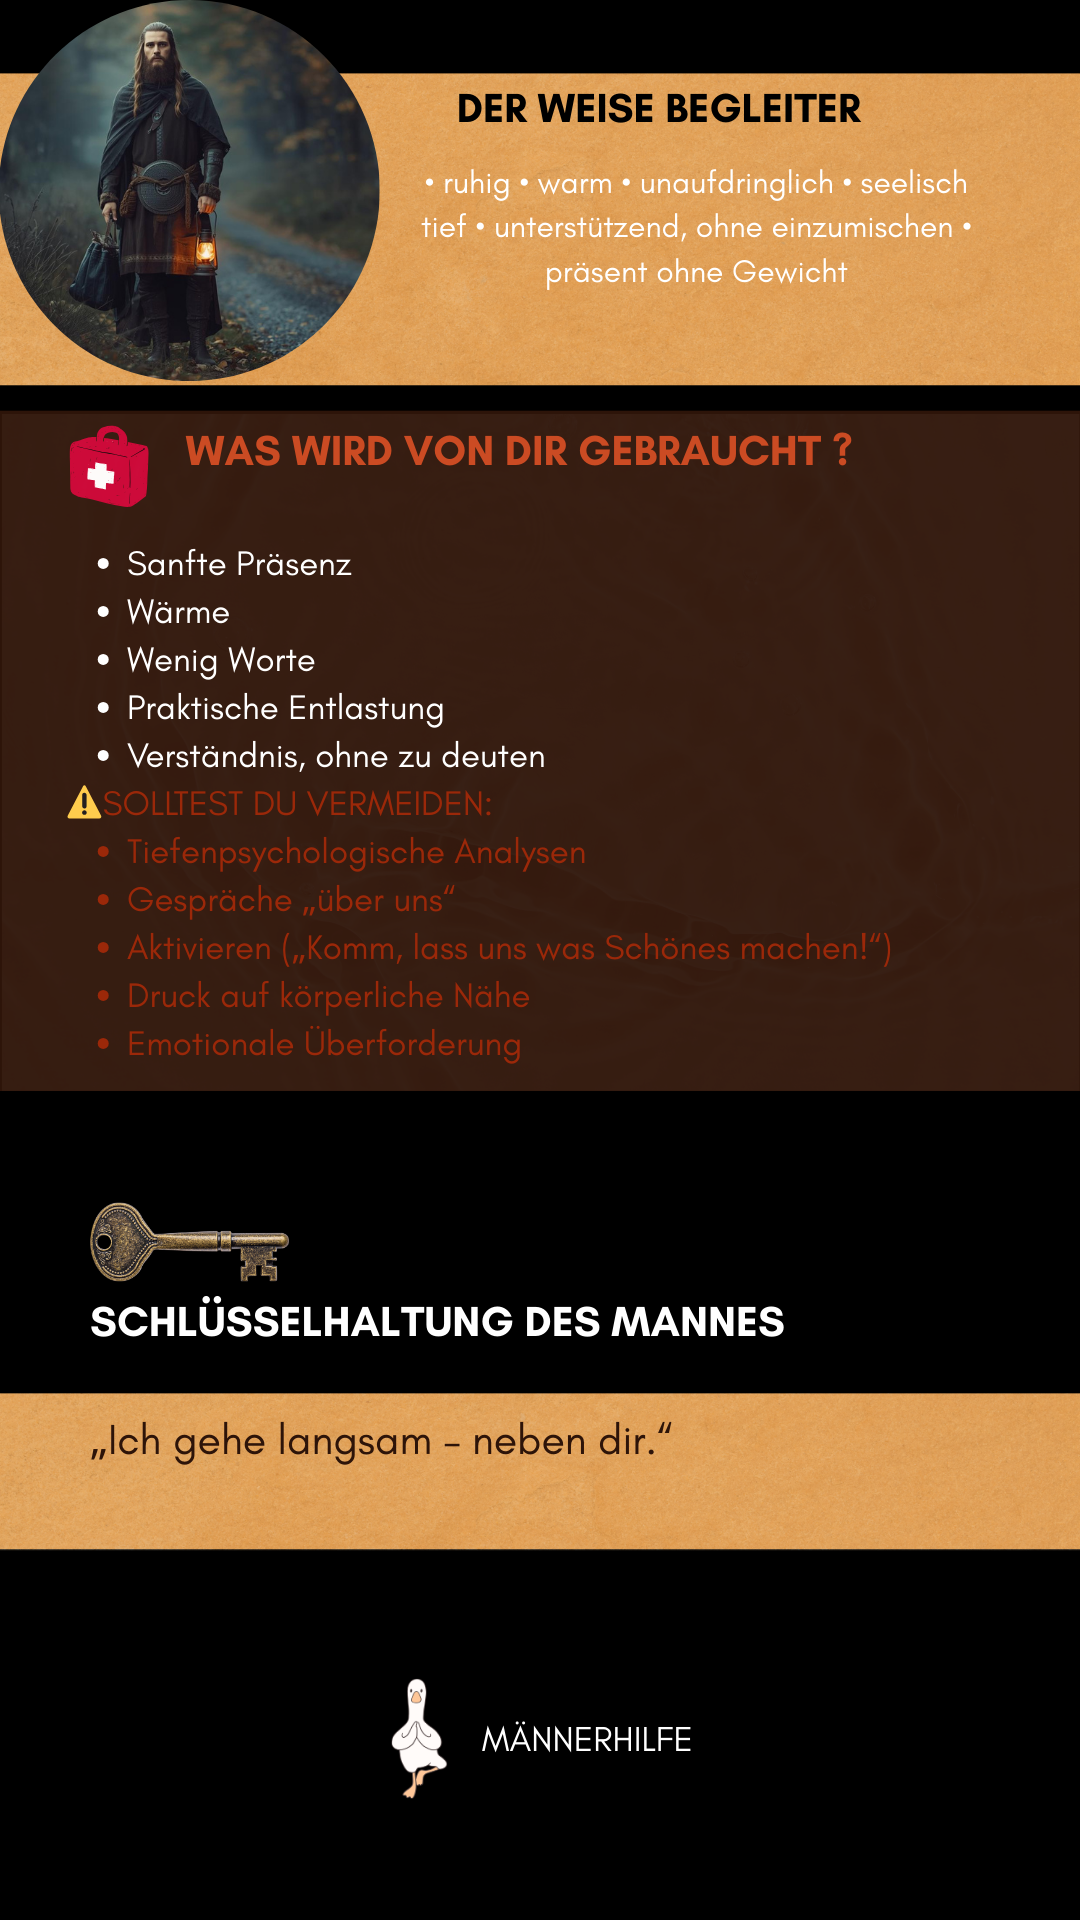 DER WEISE BEGLEITER
• ruhig • warm • unaufdringlich • seelisch
tief • unterstützend, ohne einzumischen •
präsent ohne Gewicht
WAS WIRD VON DIR GEBRAUCHT ?
• Sanfte Präsenz
• Wärme
• Wenig Worte
• Praktische Entlastung
• Verständnis, ohne zu deuten
⚠️SOLLTEST DU VERMEIDEN:
• Tiefenpsychologische Analysen
• Gespräche „über uns“
• Aktivieren („Komm, lass uns was Schönes machen!“)
• Druck auf körperliche Nähe
• Emotionale Überforderung
SCHLÜSSELHALTUNG DES MANNES
„Ich gehe langsam – neben dir.“
MÄNNERHILFE